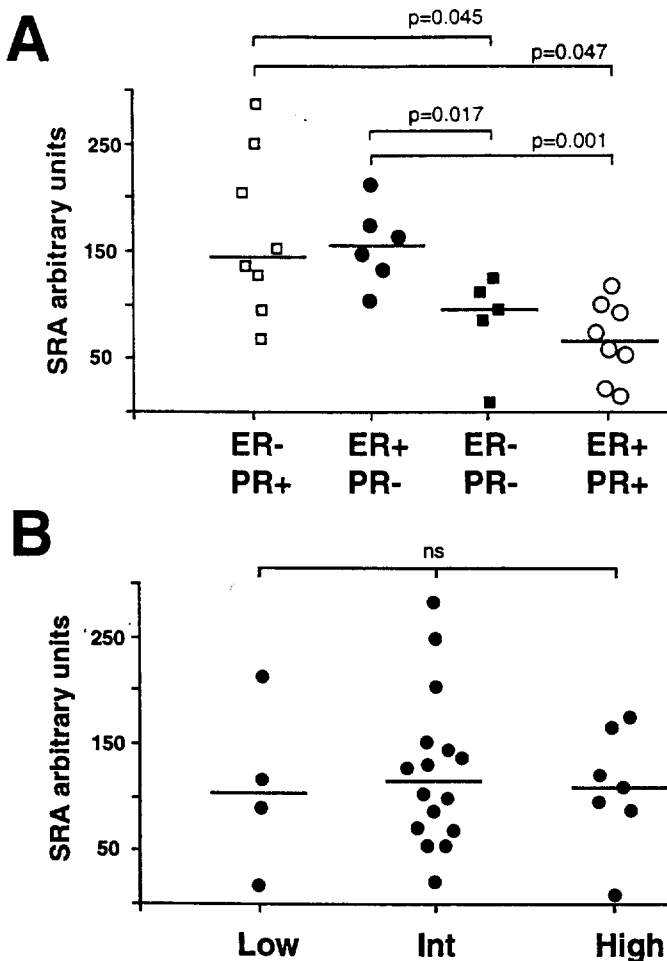 A
p=0.045
p=0.047
p=0.017
p=0.001
SRA arbitrary units
250
150
50
ER- ER+ ER- ER+
PR+ PR- PR- PR+
B
ns
SRA arbitrary units
250
150
50
Low Int High